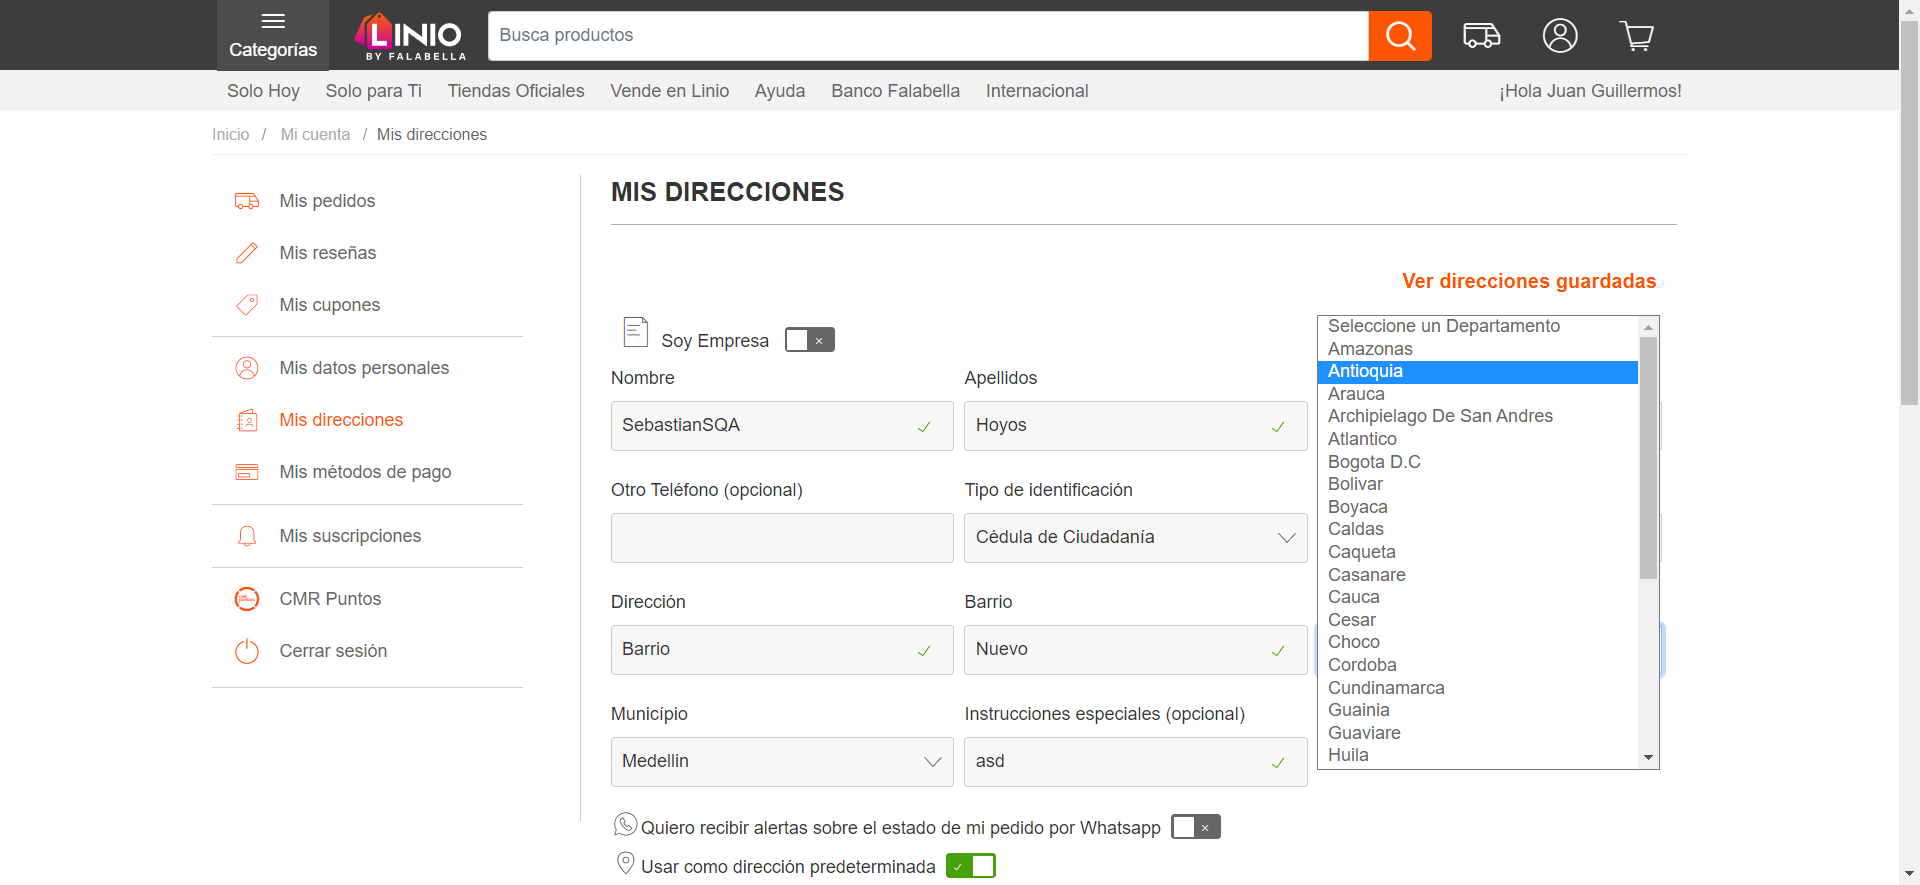 Categorías
LINIO
BY FALABELLA
Busca productos
Solo Hoy
Solo para Ti
Tiendas Oficiales
Vende en Linio
Ayuda
Banco Falabella
Internacional
¡Hola Juan Guillermos!
Inicio / Mi cuenta / Mis direcciones
Mis pedidos
Mis reseñas
Mis cupones
Mis datos personales
Mis direcciones
Mis métodos de pago
Mis suscripciones
CMR Puntos
Cerrar sesión
MIS DIRECCIONES
Ver direcciones guardadas
Soy Empresa
Nombre
Apellidos
SebastianSQA
Hoyos
Otro Teléfono (opcional)
Tipo de identificación
Cédula de Ciudadanía
Dirección
Barrio
Barrio
Nuevo
Município
Instrucciones especiales (opcional)
Medellin
asd
Seleccione un Departamento
Amazonas
Antioquia
Arauca
Archipielago De San Andres
Atlantico
Bogota D.C
Bolivar
Boyaca
Caldas
Caqueta
Casanare
Cauca
Cesar
Choco
Cordoba
Cundinamarca
Guainia
Guaviare
Huila
Quiero recibir alertas sobre el estado de mi pedido por Whatsapp
Usar como dirección predeterminada